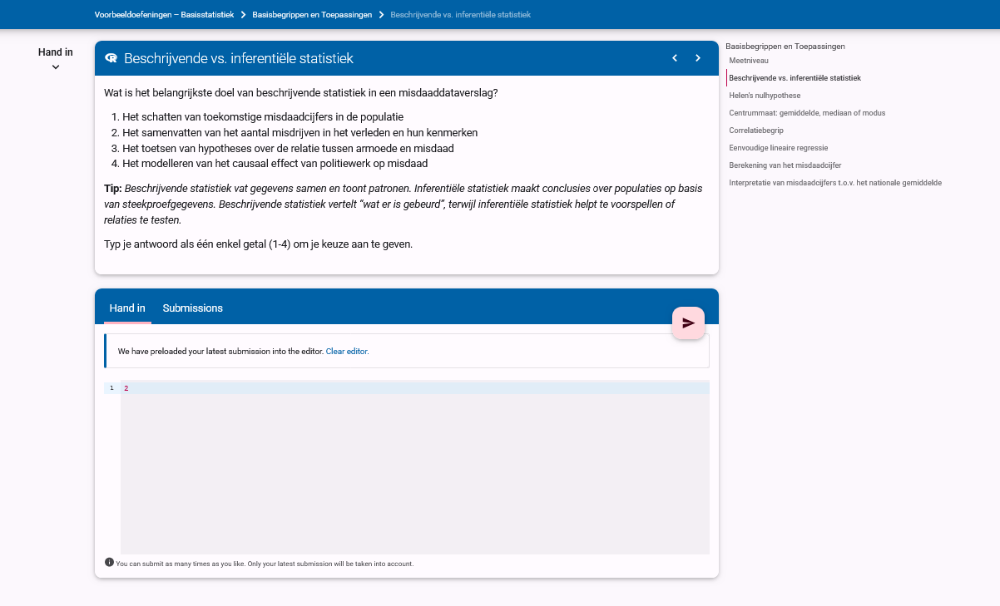 Voorbeeldoefeningen – Basisstatistiek > Basisbegrippen en Toepassingen > Beschrijvende vs. inferentiële statistiek
Hand in
Beschrijvende vs. inferentiële statistiek
Wat is het belangrijkste doel van beschrijvende statistiek in een misdaaddataverslag?
1. Het schatten van toekomstige misdaadcijfers in de populatie
2. Het samenvatten van het aantal misdrijven in het verleden en hun kenmerken
3. Het toetsen van hypotheses over de relatie tussen armoede en misdaad
4. Het modelleren van het causaal effect van politiewerk op misdaad
Tip: Beschrijvende statistiek vat gegevens samen en toont patronen. Inferentiële statistiek maakt conclusies over populaties op basis
van steekproefgegevens. Beschrijvende statistiek vertelt “wat er is gebeurd”, terwijl inferentiële statistiek helpt te voorspellen of
relaties te testen.
Typ je antwoord als één enkel getal (1-4) om je keuze aan te geven.
Hand in Submissions
We have preloaded your latest submission into the editor. Clear editor.
1 2
You can submit as many times as you like. Only your latest submission will be taken into account.
Basisbegrippen en Toepassingen
Meetniveau
Beschrijvende vs. inferentiële statistiek
Helen's nulhypothese
Centrummaat: gemiddelde, mediaan of modus
Correlatiebegrip
Eenvoudige lineaire regressie
Berekening van het misdaadcijfer
Interpretatie van misdaadcijfers t.o.v. het nationale gemiddelde